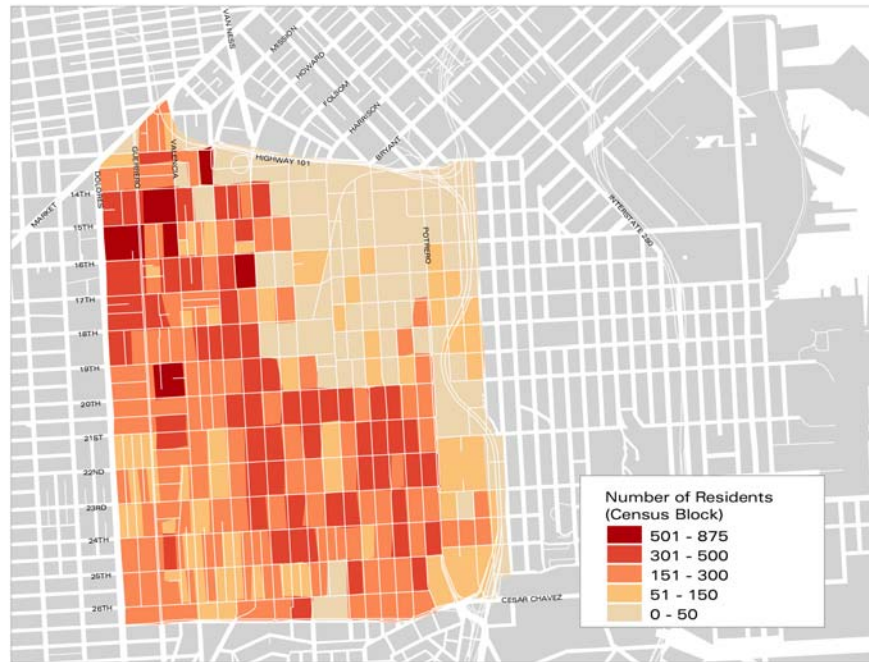 VAN NESS
MISSION
HOWARD
FOLSOM
HARRISON
BRYANT
HIGHWAY 101
GUERRERO
VALENCIA
DOLORES
MARKET
POTRERO
INTERSTATE 280
14TH
15TH
16TH
17TH
18TH
19TH
20TH
21ST
22ND
23RD
24TH
25TH
26TH
CESAR CHAVEZ
Number of Residents
(Census Block)
501 - 875
301 - 500
151 - 300
51 - 150
0 - 50